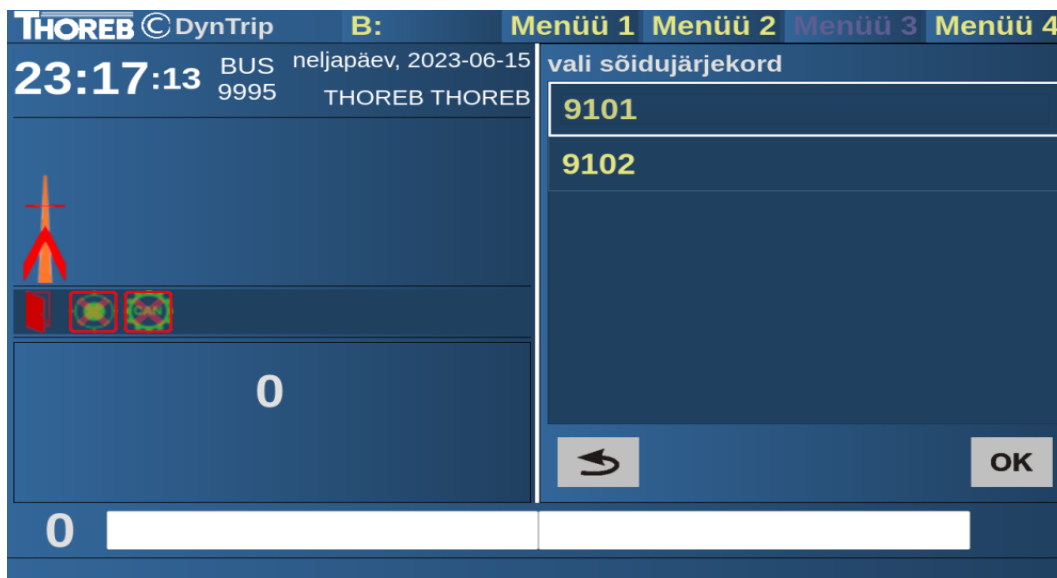 THOREB © DynTrip B: Menüü 1 Menüü 2 Menüü 3 Menüü 4
23:17:13 BUS 9995 neljapäev, 2023-06-15
THOREB THOREB
vali sõidujärjekord
9101
9102
CAN
0
OK
0